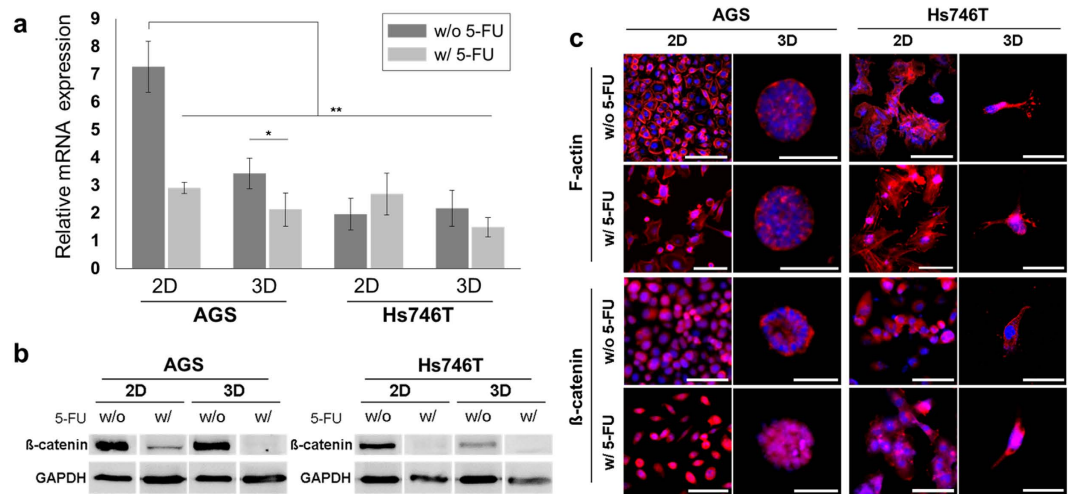 a
Relative mRNA expression
9
8
7
6
5
4
3
2
1
0
w/o 5-FU
w/ 5-FU
**
*
2D 3D 2D 3D
AGS Hs746T
b
AGS Hs746T
2D 3D 2D 3D
5-FU w/o w/ w/o w/ 5-FU w/o w/ w/o w/
ß-catenin ß-catenin
GAPDH GAPDH
c
AGS Hs746T
2D 3D 2D 3D
F-actin
w/o 5-FU
w/ 5-FU
ß-catenin
w/o 5-FU
w/ 5-FU